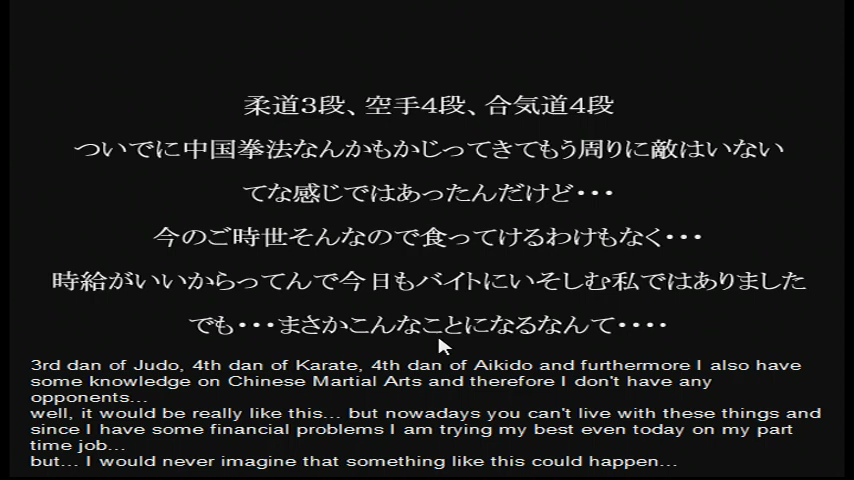 柔道３段、空手４段、合気道４段
ついでに中国拳法なんかもかじってきてもう周りに敵はいない
てな感じではあったんだけど・・・
今のご時世そんなので食ってけるわけもなく・・・
時給がいいからってんで今日もバイトにいそしむ私ではありました
でも・・・まさかこんなことになるなんて・・・・
3rd dan of Judo, 4th dan of Karate, 4th dan of Aikido and furthermore I also have
some knowledge on Chinese Martial Arts and therefore I don't have any
opponents...
well, it would be really like this... but nowadays you can't live with these things and
since I have some financial problems I am trying my best even today on my part
time job...
but... I would never imagine that something like this could happen...